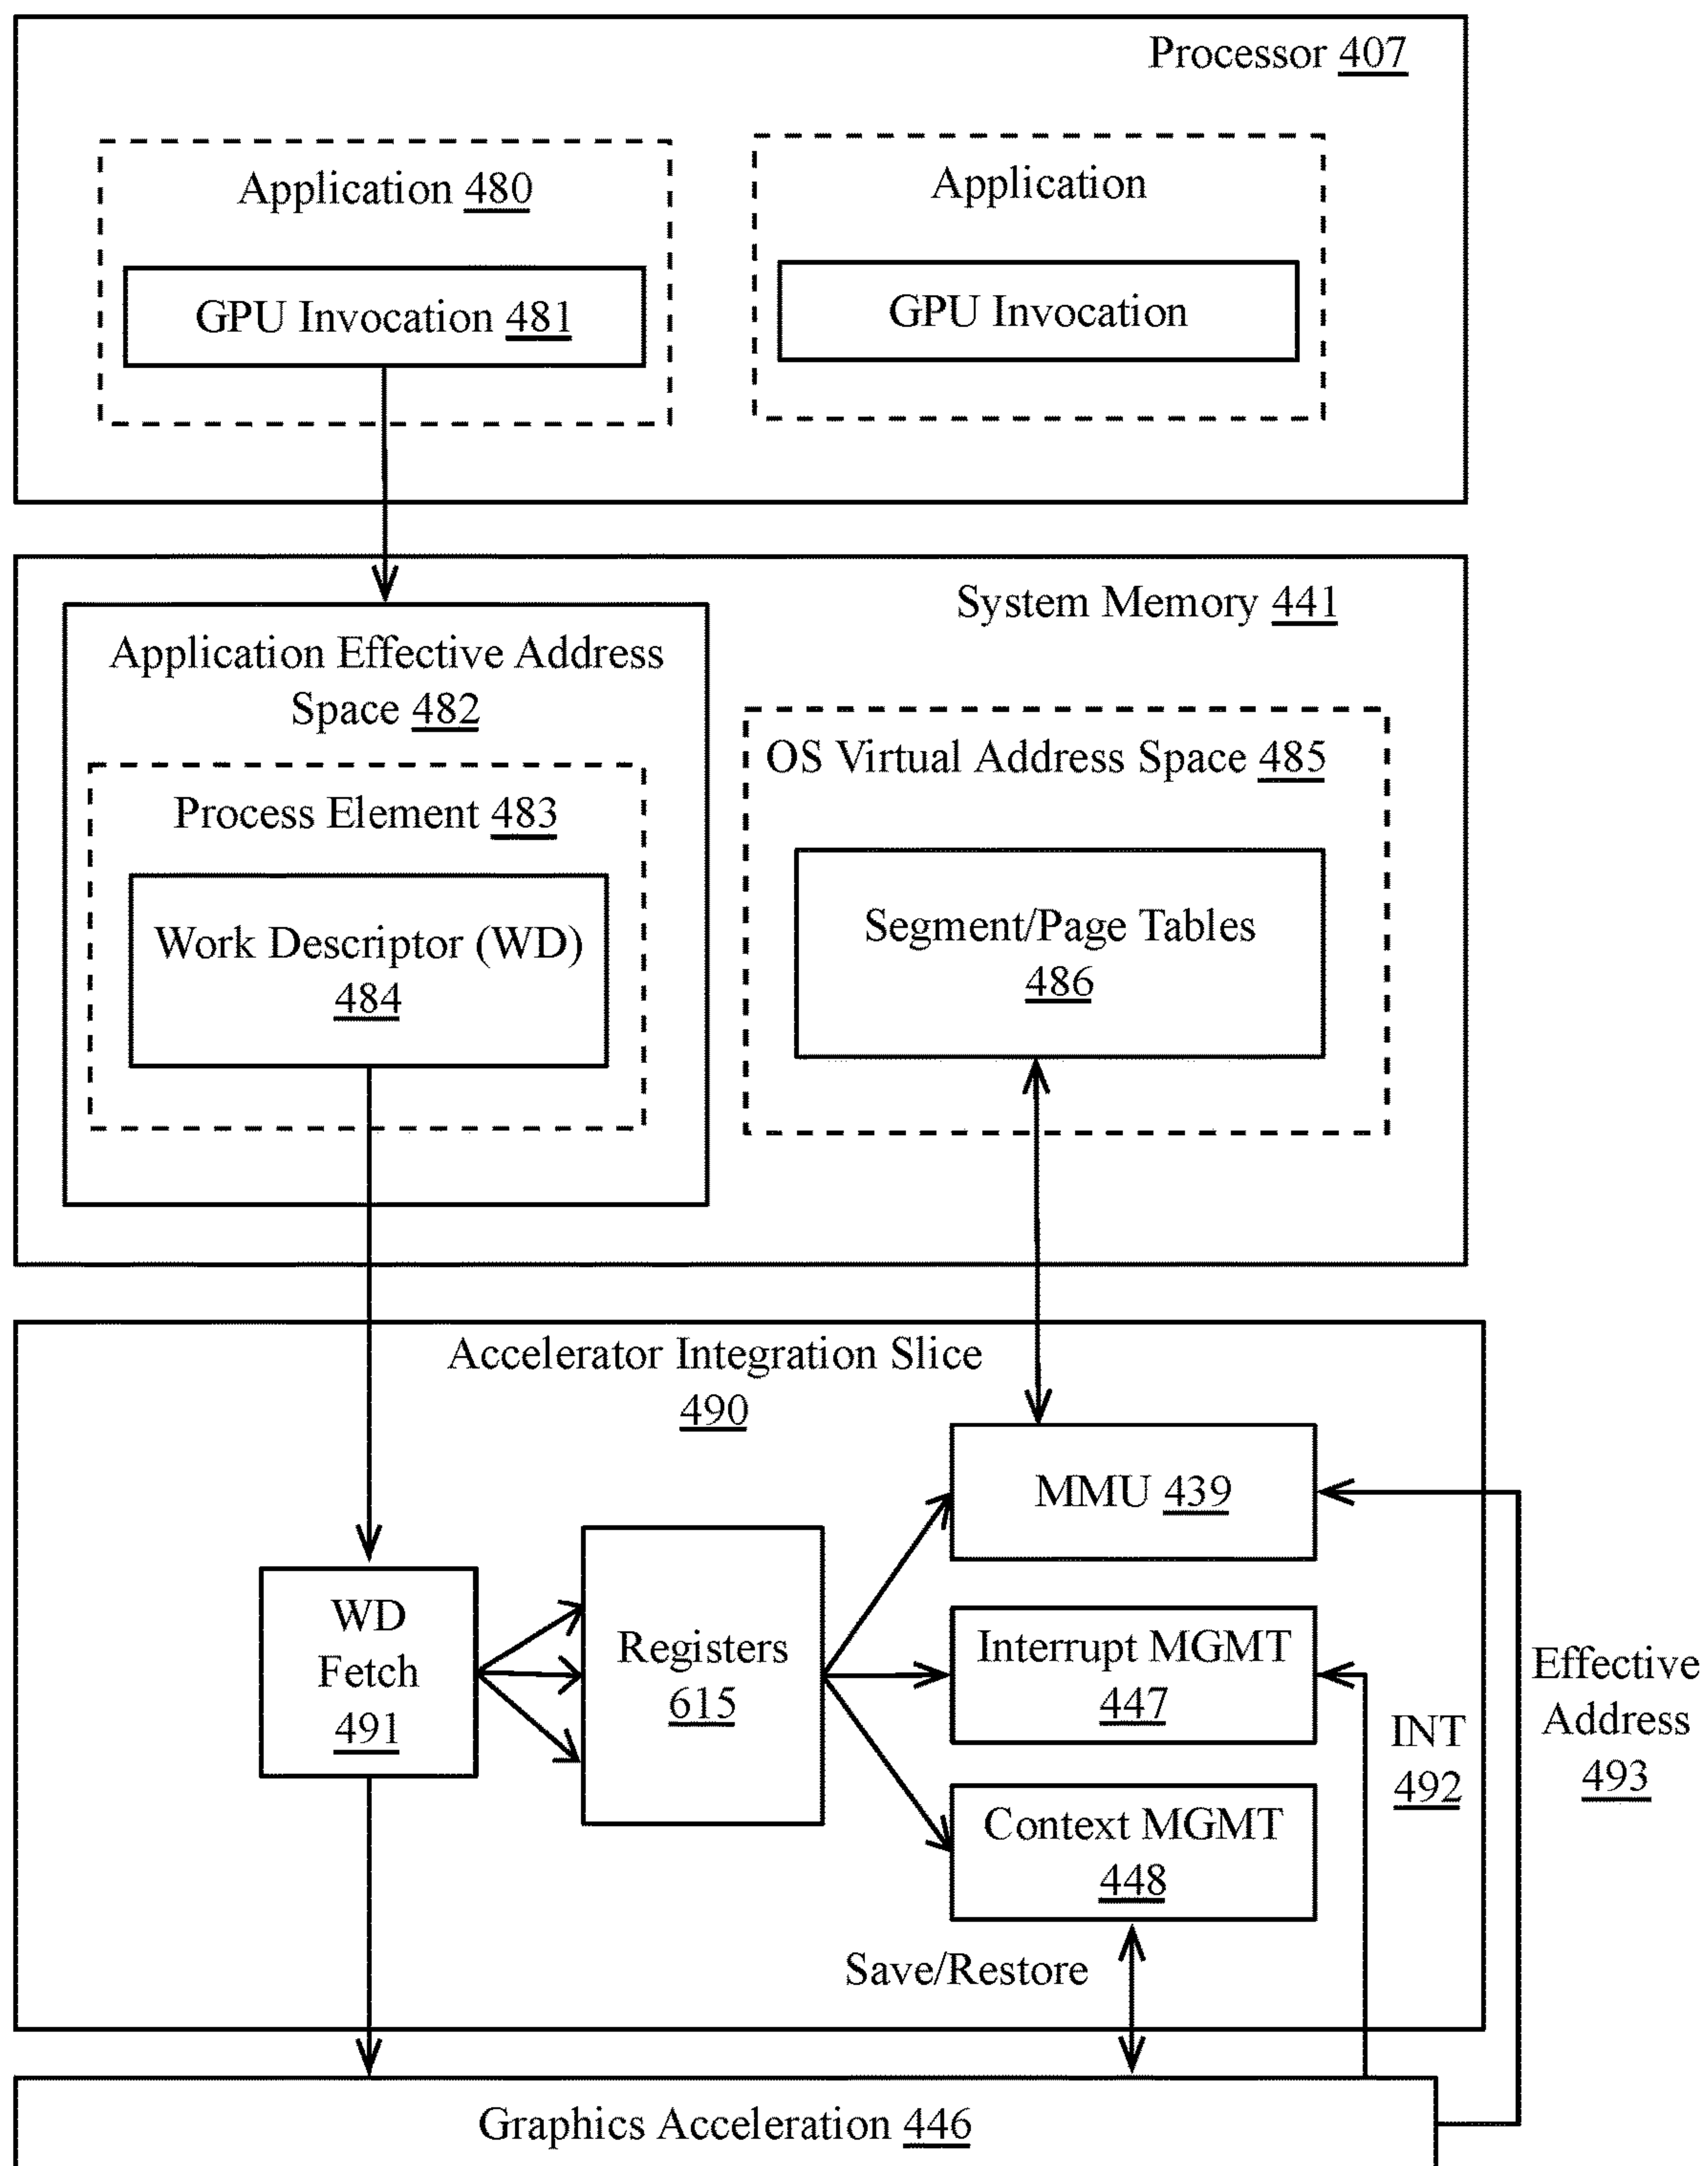 Processor 407
Application 480
Application
GPU Invocation 481
GPU Invocation
System Memory 441
Application Effective Address
Space 482
OS Virtual Address Space 485
Process Element 483
Segment/Page Tables
486
Work Descriptor (WD)
484
Accelerator Integration Slice
490
MMU 439
WD
Fetch
491
Registers
615
Interrupt MGMT
447
Effective
Address
493
INT
492
Context MGMT
448
Save/Restore
Graphics Acceleration 446